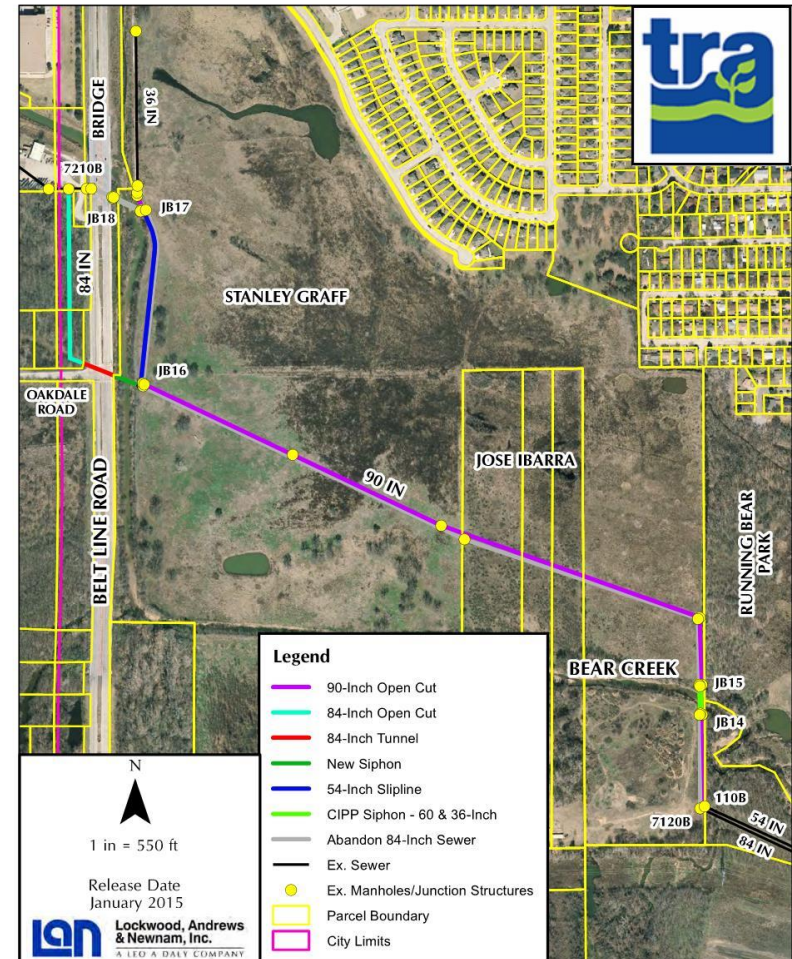 tra
BRIDGE
36 IN
7210B
JB17
JB18
84 IN
STANLEY GRAFF
JB16
OAKDALE
ROAD
JOSE IBARRA
90 IN
BELT LINE ROAD
RUNNING BEAR
PARK
BEAR CREEK
JB15
JB14
110B
7120B
54 IN
84 IN
Legend
90-Inch Open Cut
84-Inch Open Cut
84-Inch Tunnel
New Siphon
54-Inch Slipline
CIPP Siphon - 60 & 36-Inch
Abandon 84-Inch Sewer
Ex. Sewer
Ex. Manholes/Junction Structures
Parcel Boundary
City Limits
N
1 in = 550 ft
Release Date
January 2015
Lan
Lockwood, Andrews
& Newnam, Inc.
A LEO A DALY COMPANY